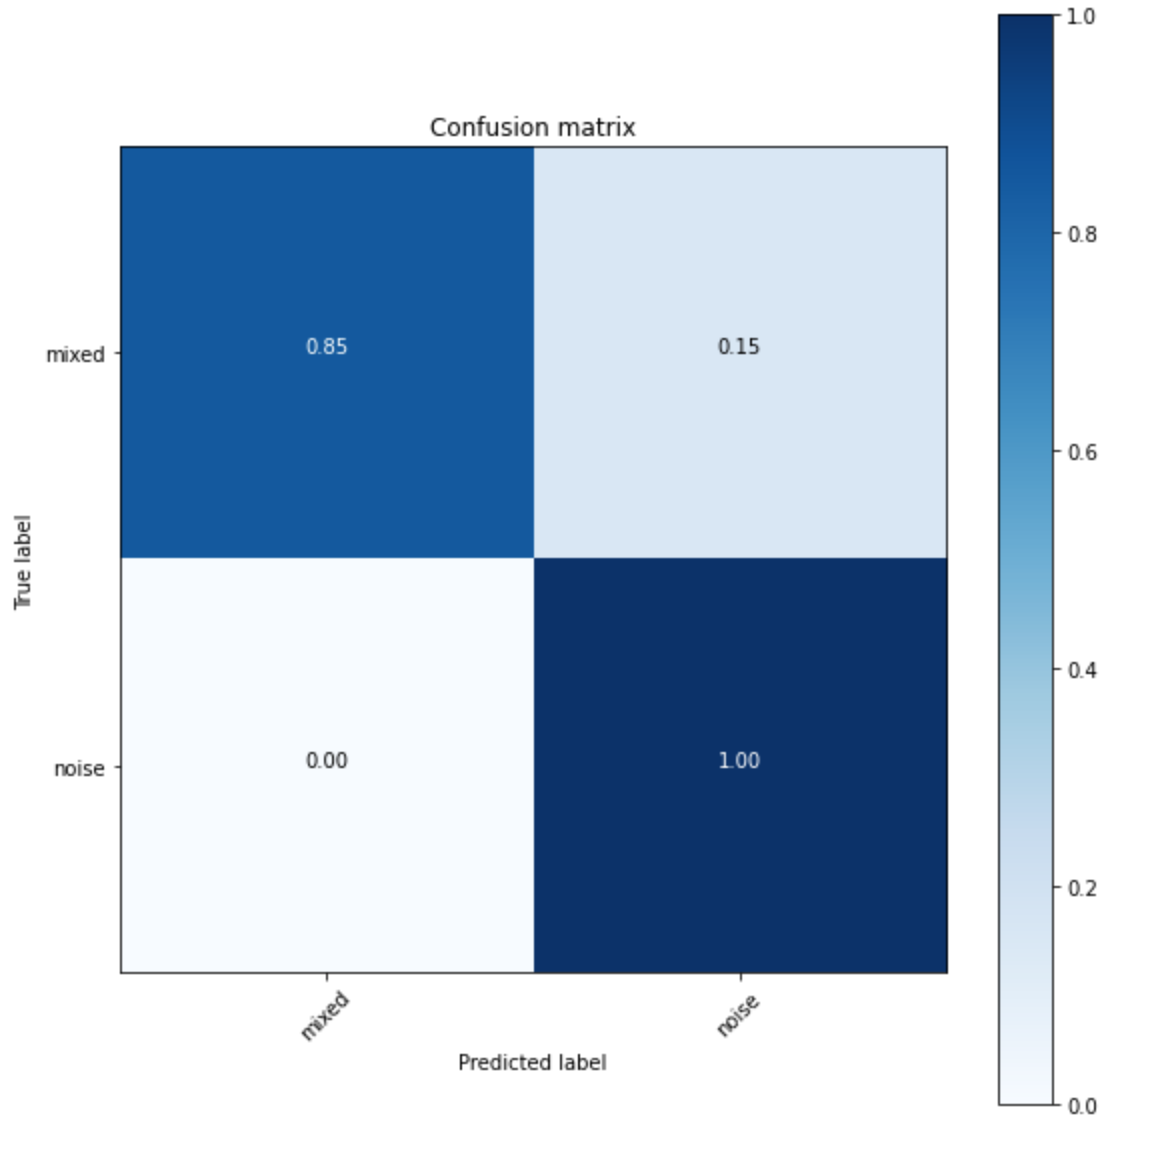 Confusion matrix
True label
mixed
0.85
0.15
noise
0.00
1.00
mixed
noise
Predicted label
1.0
0.8
0.6
0.4
0.2
0.0